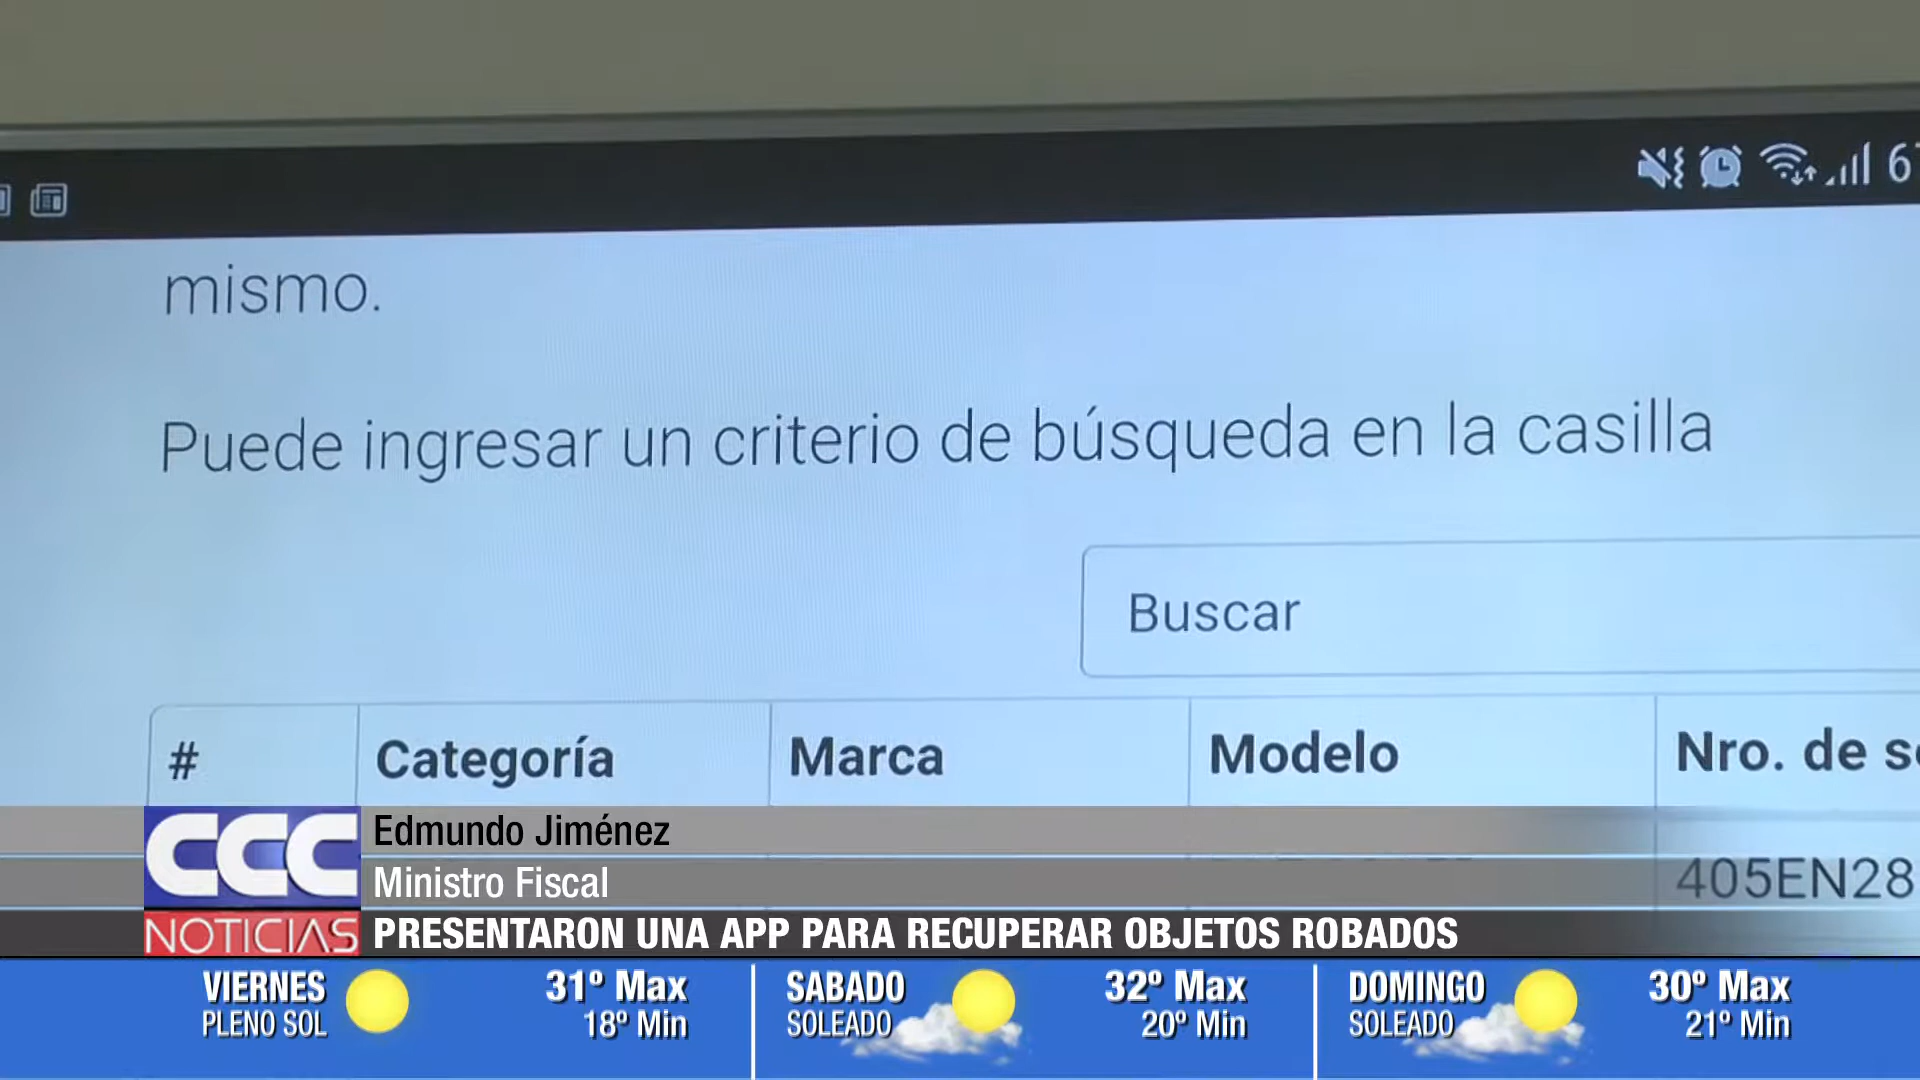 6
mismo.
Puede ingresar un criterio de búsqueda en la casilla
Buscar
# Categoría Marca Modelo Nro. de s
405EN28
CCC
NOTICIAS
Edmundo Jiménez
Ministro Fiscal
PRESENTARON UNA APP PARA RECUPERAR OBJETOS ROBADOS
VIERNES 31º Max
PLENO SOL 18º Min
SABADO 32º Max
SOLEADO 20º Min
DOMINGO 30º Max
SOLEADO 21º Min